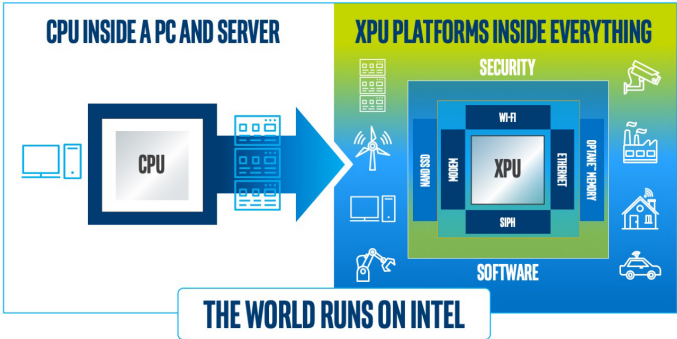 CPU INSIDE A PC AND SERVER
CPU
XPU PLATFORMS INSIDE EVERYTHING
SECURITY
WI-FI
NAND SSD
MODEM
XPU
ETHERNET
OPTANE™ MEMORY
SIPH
SOFTWARE
THE WORLD RUNS ON INTEL